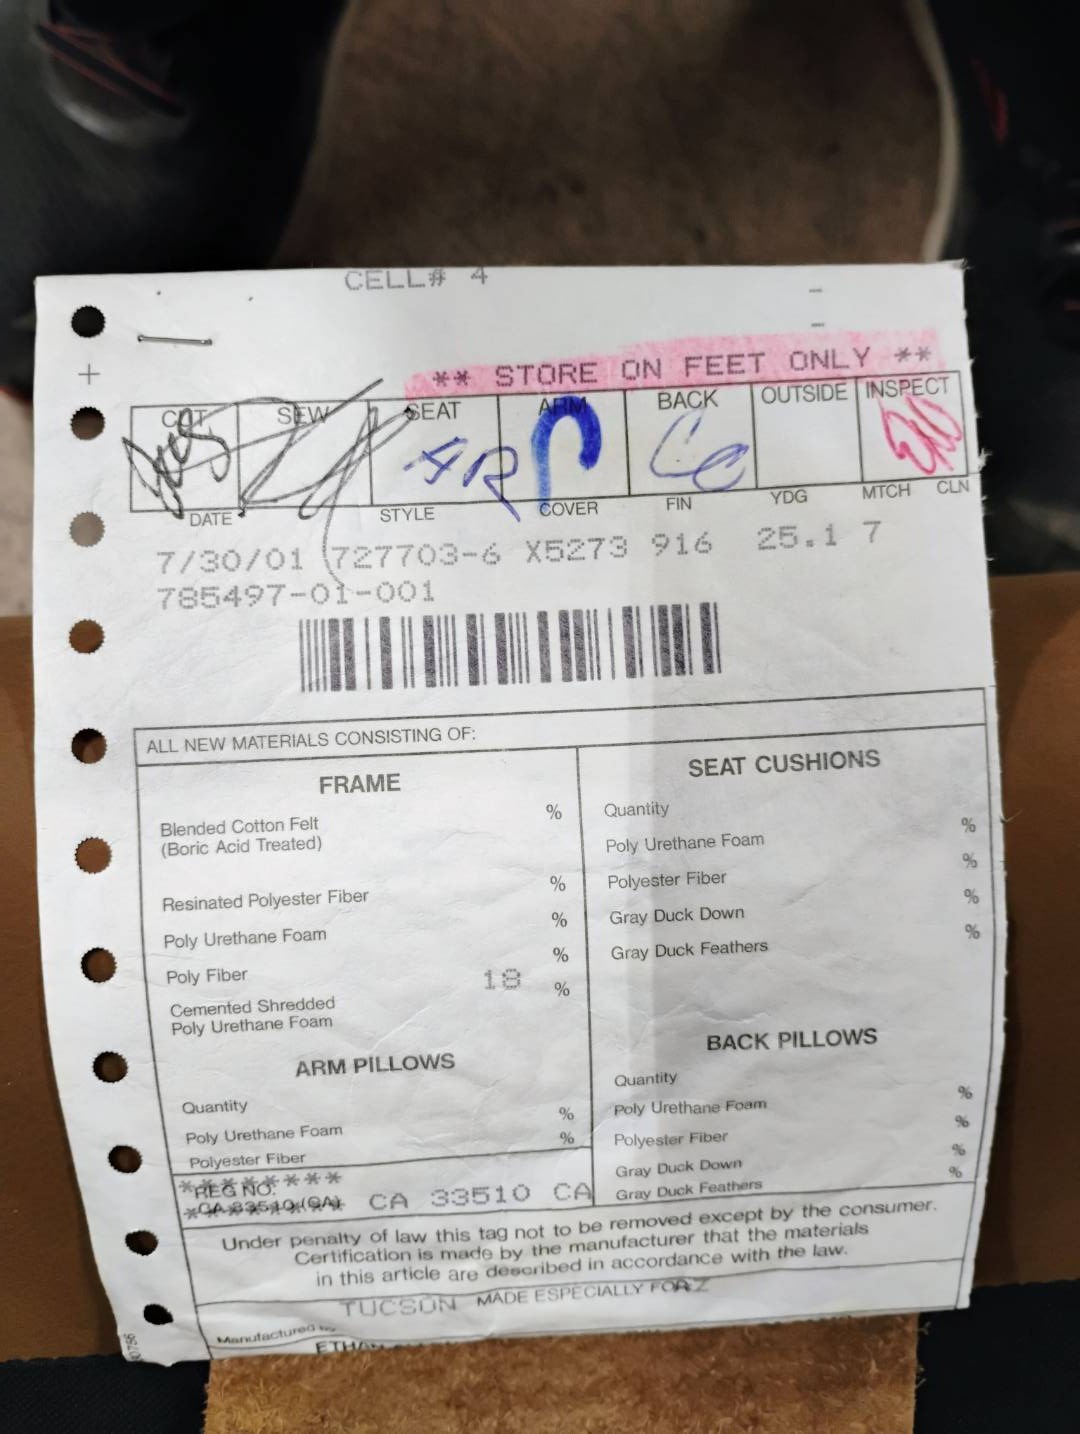 CELL# 4
** STORE ON FEET ONLY **
CUT SEW SEAT ARM BACK OUTSIDE INSPECT
DATE STYLE COVER FIN YDG MTCH CLN
7/30/01 727703-6 X5273 916 25.1 7
785497-01-001
ALL NEW MATERIALS CONSISTING OF:
FRAME
Blended Cotton Felt %
(Boric Acid Treated)
Resinated Polyester Fiber %
Poly Urethane Foam %
Poly Fiber %
Cemented Shredded 18 %
Poly Urethane Foam
ARM PILLOWS
Quantity
Poly Urethane Foam %
Polyester Fiber %
SEAT CUSHIONS
Quantity
Poly Urethane Foam %
Polyester Fiber %
Gray Duck Down %
Gray Duck Feathers %
BACK PILLOWS
Quantity
Poly Urethane Foam %
Polyester Fiber %
Gray Duck Down %
Gray Duck Feathers %
*********
REG NO.
CA 33510 (CA) CA 33510 CA
Under penalty of law this tag not to be removed except by the consumer.
Certification is made by the manufacturer that the materials
in this article are described in accordance with the law.
TUCSON MADE ESPECIALLY FOR AZ
Manufactured by